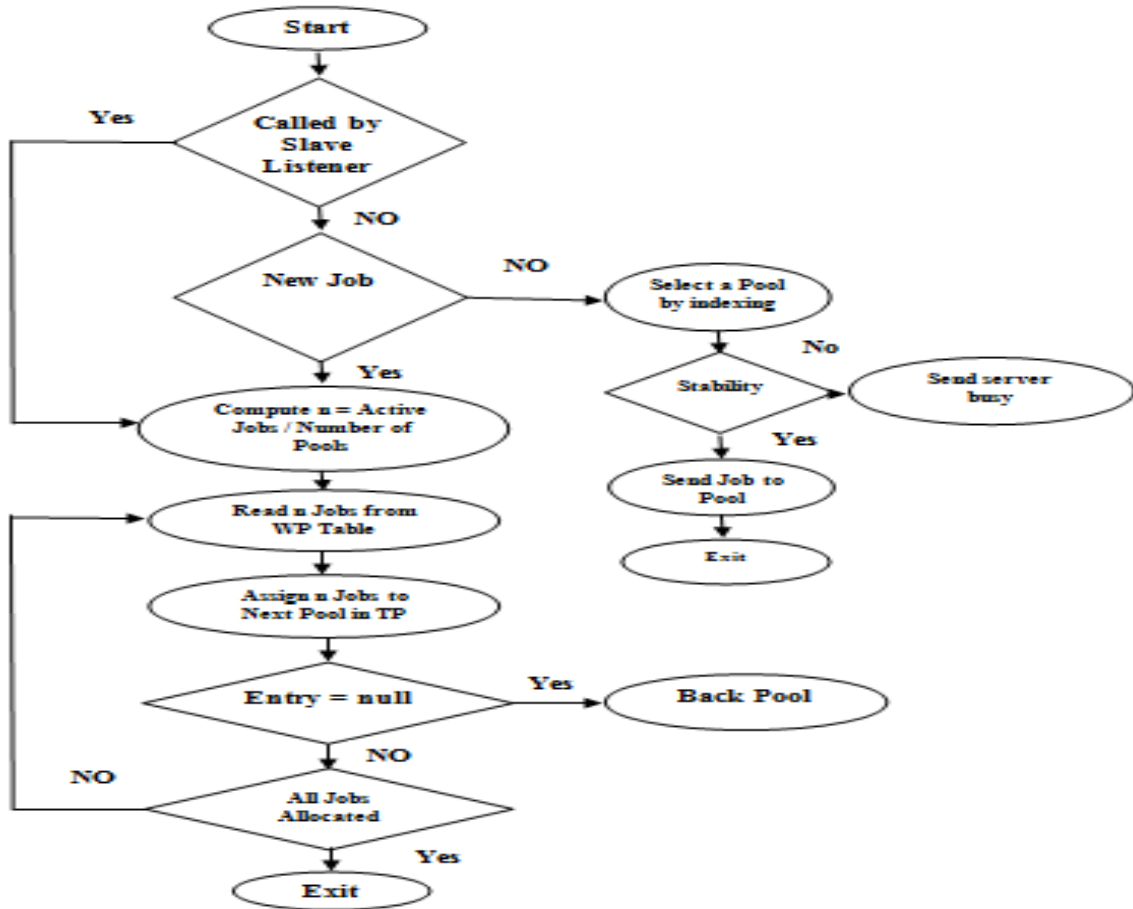 Start
Yes
Called by
Slave
Listener
NO
New Job
NO
Select a Pool
by indexing
No
Yes
Stability
Send server
busy
Compute n = Active
Jobs / Number of
Pools
Yes
Send Job to
Pool
Read n Jobs from
WP Table
Exit
Assign n Jobs to
Next Pool in TP
Entry = null
Yes
Back Pool
NO
NO
All Jobs
Allocated
Yes
Exit